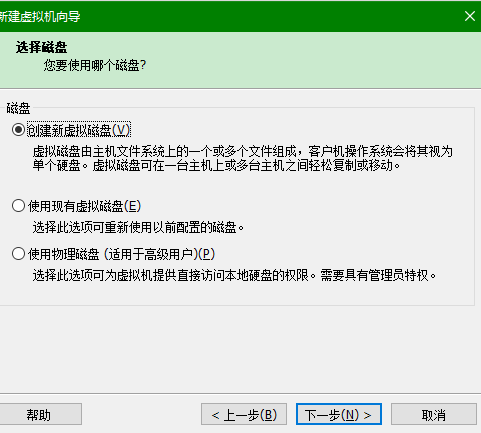 新建虚拟机向导
选择磁盘
您要使用哪个磁盘?
磁盘
创建新虚拟磁盘(V)
虚拟磁盘由主机文件系统上的一个或多个文件组成，客户机操作系统会将其视为
单个硬盘。虚拟磁盘可在一台主机上或多台主机之间轻松复制或移动。
使用现有虚拟磁盘(E)
选择此选项可重新使用以前配置的磁盘。
使用物理磁盘 (适用于高级用户)(P)
选择此选项可为虚拟机提供直接访问本地硬盘的权限。需要具有管理员特权。
帮助
< 上一步(B)
下一步(N) >
取消